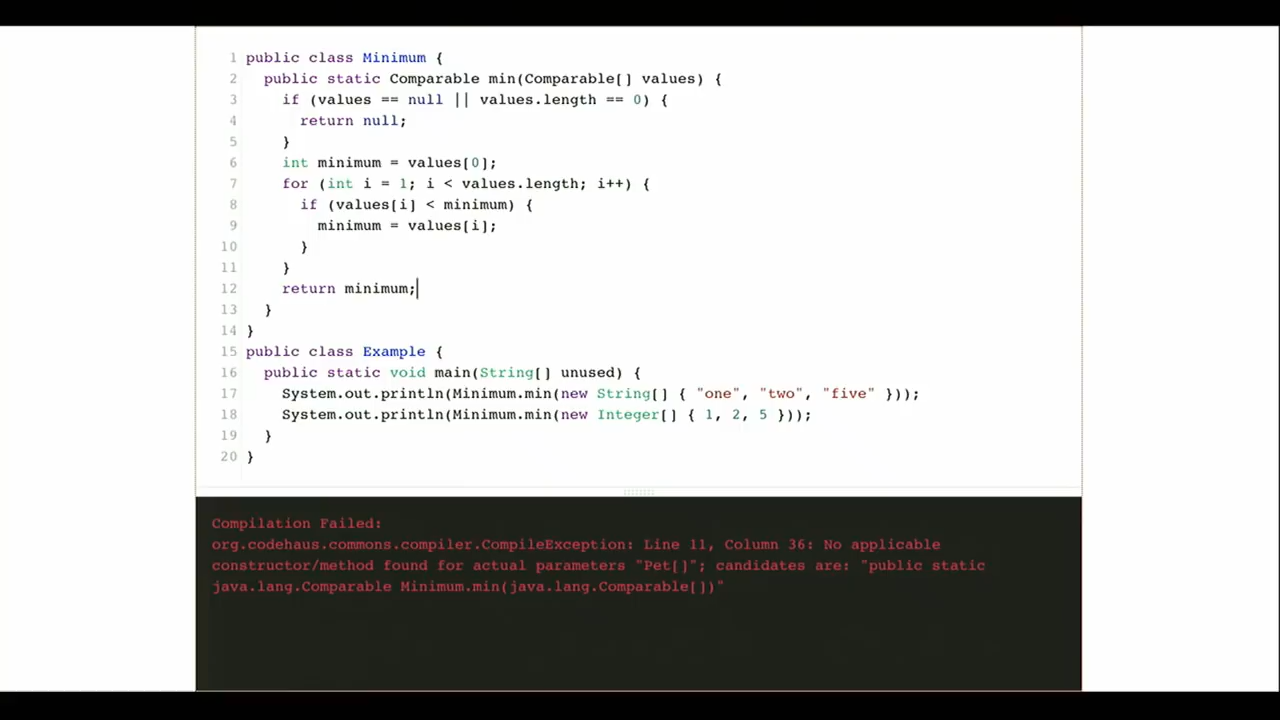 1 public class Minimum {
2 public static Comparable min(Comparable[] values) {
3 if (values == null || values.length == 0) {
4 return null;
5 }
6 int minimum = values[0];
7 for (int i = 1; i < values.length; i++) {
8 if (values[i] < minimum) {
9 minimum = values[i];
10 }
11 }
12 return minimum;
13 }
14 }
15 public class Example {
16 public static void main(String[] unused) {
17 System.out.println(Minimum.min(new String[] { "one", "two", "five" }));
18 System.out.println(Minimum.min(new Integer[] { 1, 2, 5 }));
19 }
20 }
Compilation Failed:
org.codehaus.commons.compiler.CompileException: Line 11, Column 36: No applicable
constructor/method found for actual parameters "Pet[]"; candidates are: "public static
java.lang.Comparable Minimum.min(java.lang.Comparable[])"